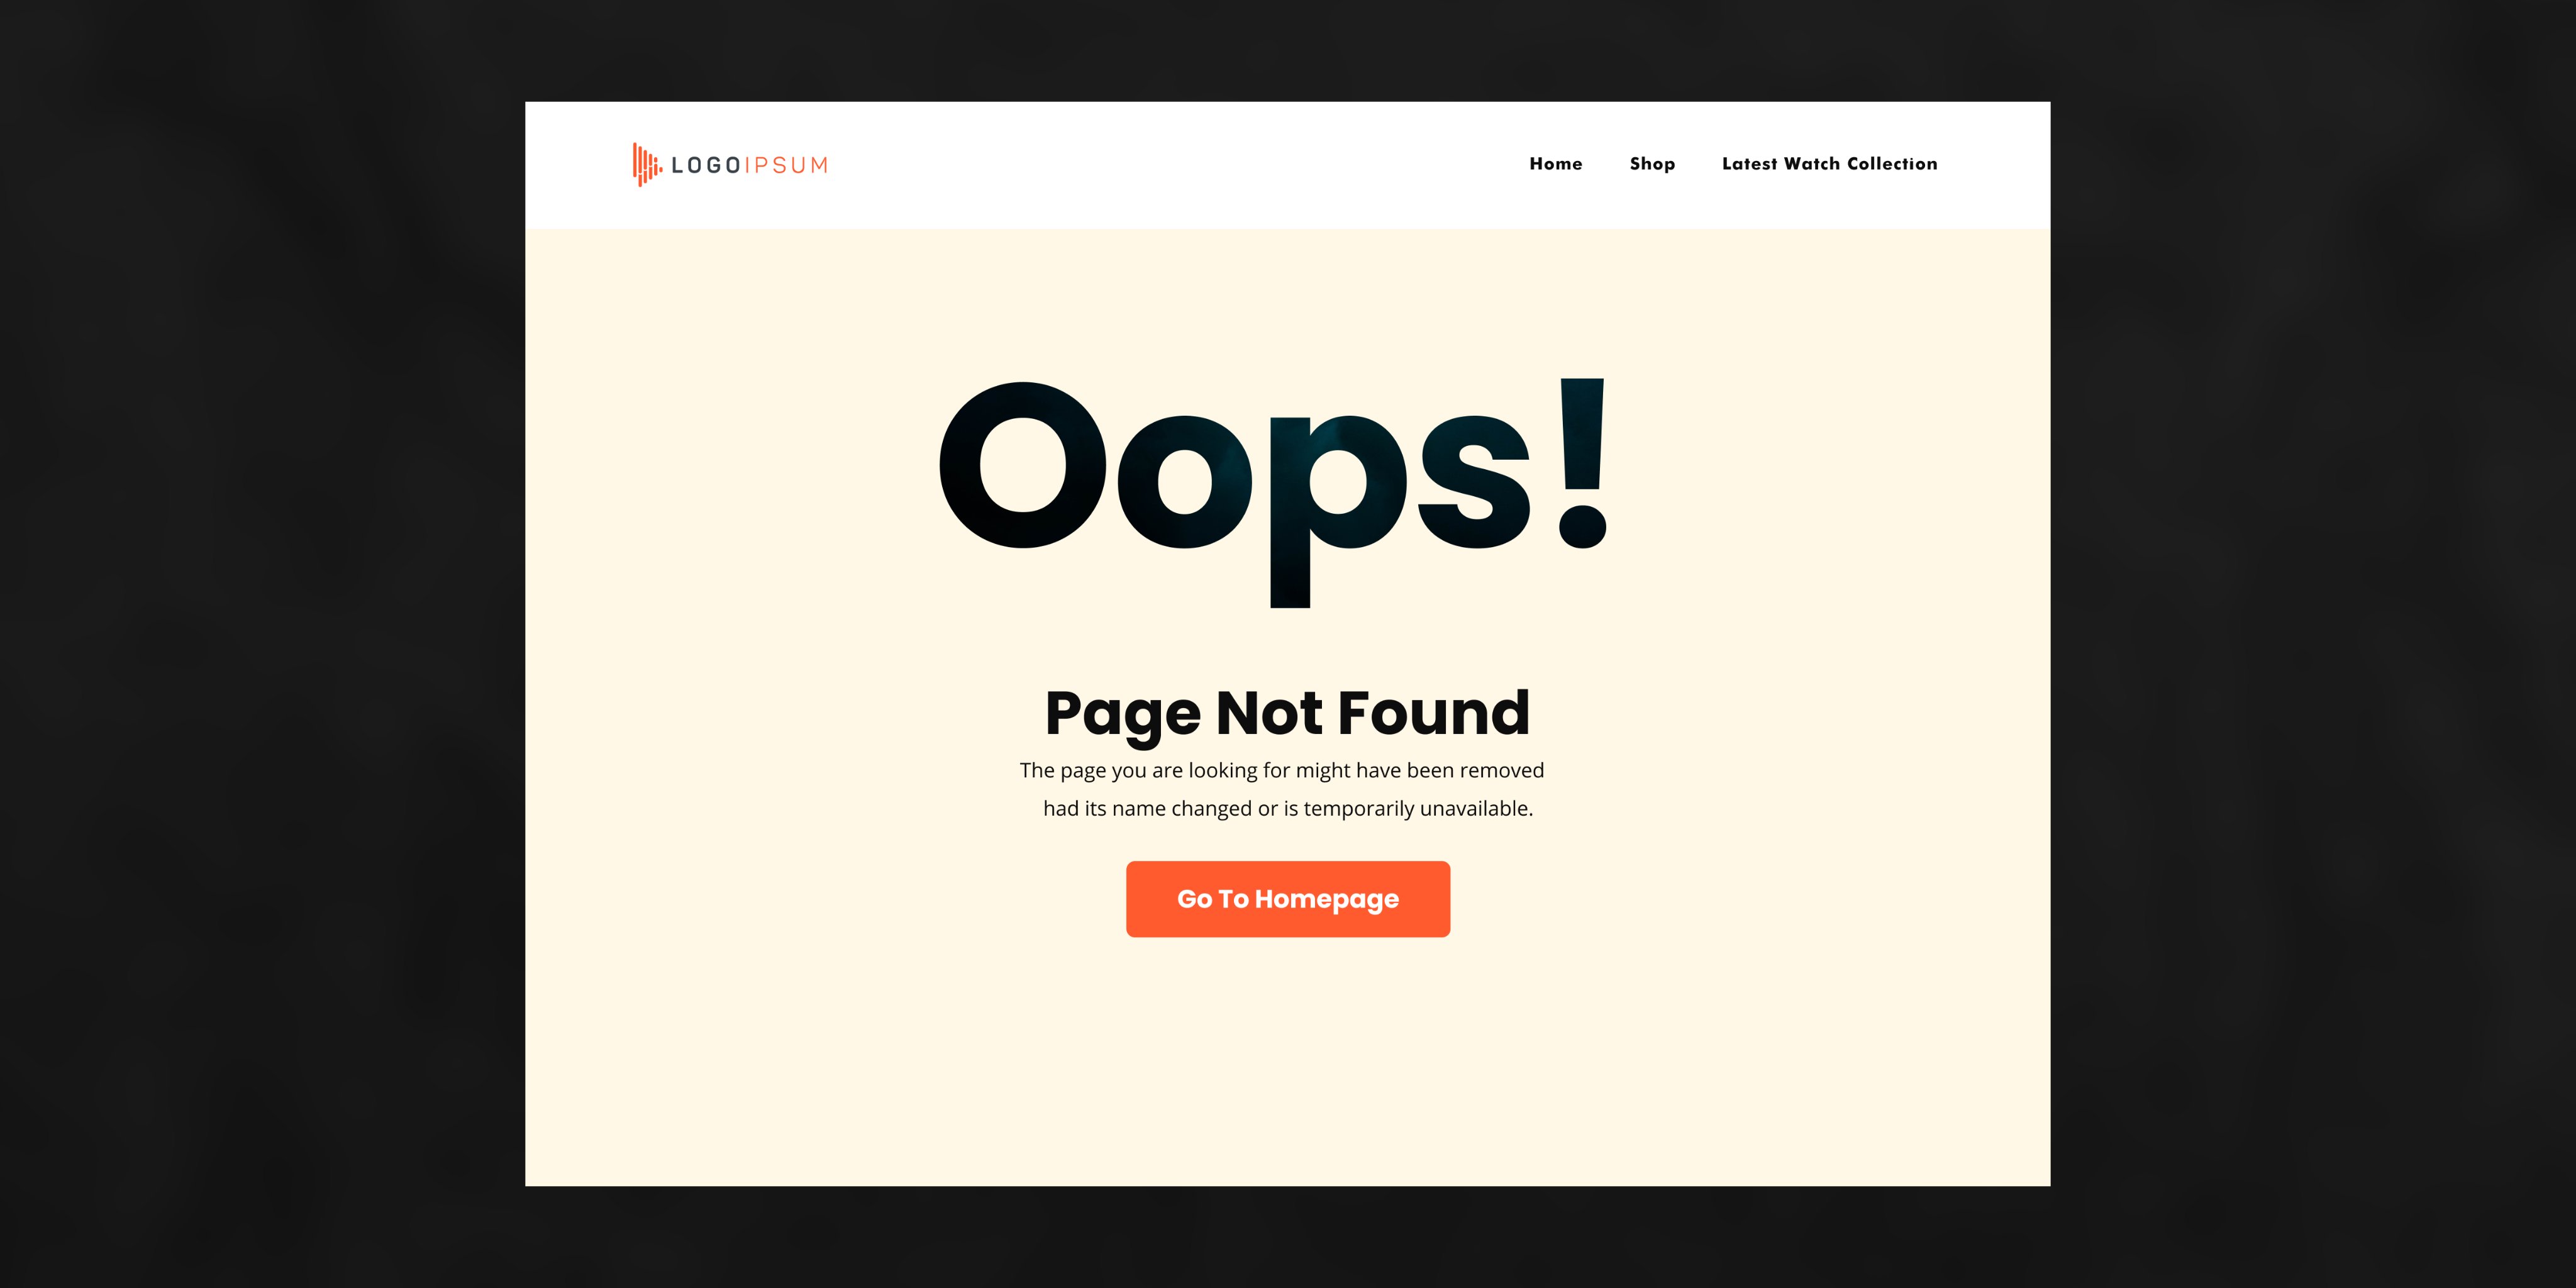 LOGOIPSUM
Home Shop Latest Watch Collection
Oops!
Page Not Found
The page you are looking for might have been removed
had its name changed or is temporarily unavailable.
Go To Homepage